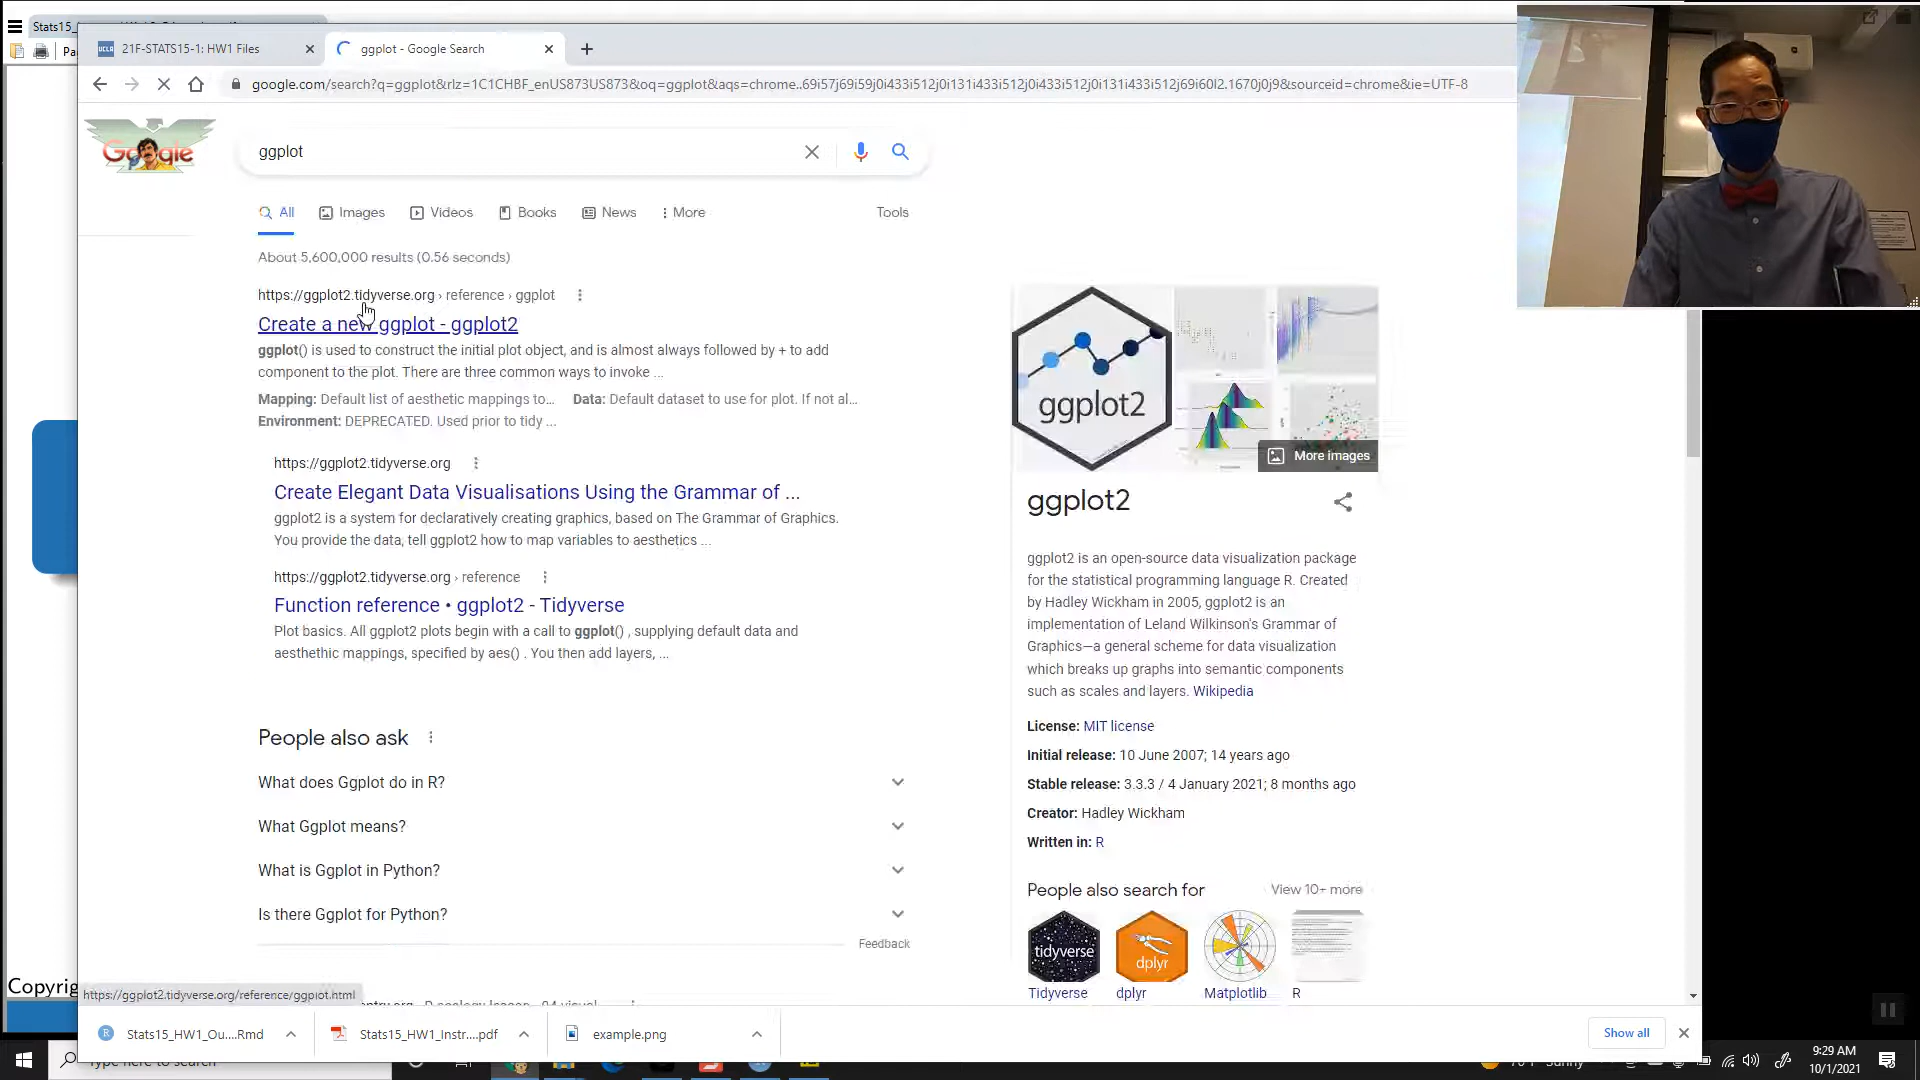 Stats15_
Pa
21F-STATS15-1: HW1 Files
ggplot - Google Search
google.com/search?q=ggplot&rlz=1C1CHBF_enUS873US873&oq=ggplot&aqs=chrome..69i57j69i59j0i433i512j0i131i433i512j0i433i512j0i131i433i512j69i60l2.1670j0j9&sourceid=chrome&ie=UTF-8
Google
ggplot
All Images Videos Books News More Tools
About 5,600,000 results (0.56 seconds)
https://ggplot2.tidyverse.org › reference › ggplot
Create a new ggplot - ggplot2
ggplot() is used to construct the initial plot object, and is almost always followed by + to add
component to the plot. There are three common ways to invoke ...
Mapping: Default list of aesthetic mappings to... Data: Default dataset to use for plot. If not al...
Environment: DEPRECATED. Used prior to tidy ...
https://ggplot2.tidyverse.org
Create Elegant Data Visualisations Using the Grammar of ...
ggplot2 is a system for declaratively creating graphics, based on The Grammar of Graphics.
You provide the data, tell ggplot2 how to map variables to aesthetics ...
https://ggplot2.tidyverse.org › reference
Function reference • ggplot2 - Tidyverse
Plot basics. All ggplot2 plots begin with a call to ggplot() , supplying default data and
aesthethic mappings, specified by aes() . You then add layers, ...
People also ask
What does Ggplot do in R?
What Ggplot means?
What is Ggplot in Python?
Is there Ggplot for Python?
Feedback
ggplot2
More images
ggplot2
ggplot2 is an open-source data visualization package
for the statistical programming language R. Created
by Hadley Wickham in 2005, ggplot2 is an
implementation of Leland Wilkinson's Grammar of
Graphics—a general scheme for data visualization
which breaks up graphs into semantic components
such as scales and layers. Wikipedia
License: MIT license
Initial release: 10 June 2007; 14 years ago
Stable release: 3.3.3 / 4 January 2021; 8 months ago
Creator: Hadley Wickham
Written in: R
People also search for View 10+ more
tidyverse dplyr
Tidyverse dplyr Matplotlib R
Copyrig
https://ggplot2.tidyverse.org/reference/ggplot.html
Stats15_HW1_Ou....Rmd
Stats15_HW1_Instr....pdf
example.png
Show all
Type here to search
9:29 AM
10/1/2021